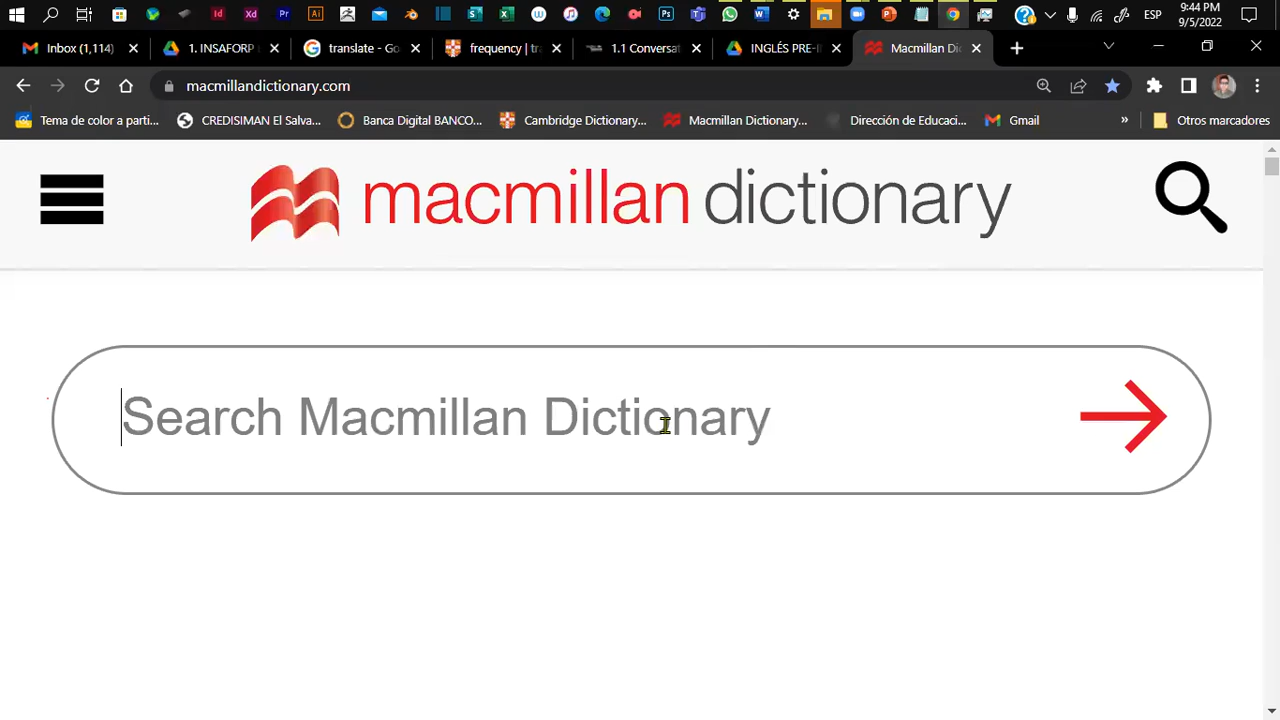 9:44 PM
ESP
9/5/2022
Inbox (1,114)
1. INSAFORP
translate - Go
frequency | tra
1.1 Conversat
INGLÉS PRE-I
Macmillan Dic
macmillandictionary.com
Tema de color a parti...
CREDISIMAN El Salva...
Banca Digital BANCO...
Cambridge Dictionary...
Macmillan Dictionary...
Dirección de Educaci...
Gmail
»
Otros marcadores
macmillan dictionary
Search Macmillan Dictionary